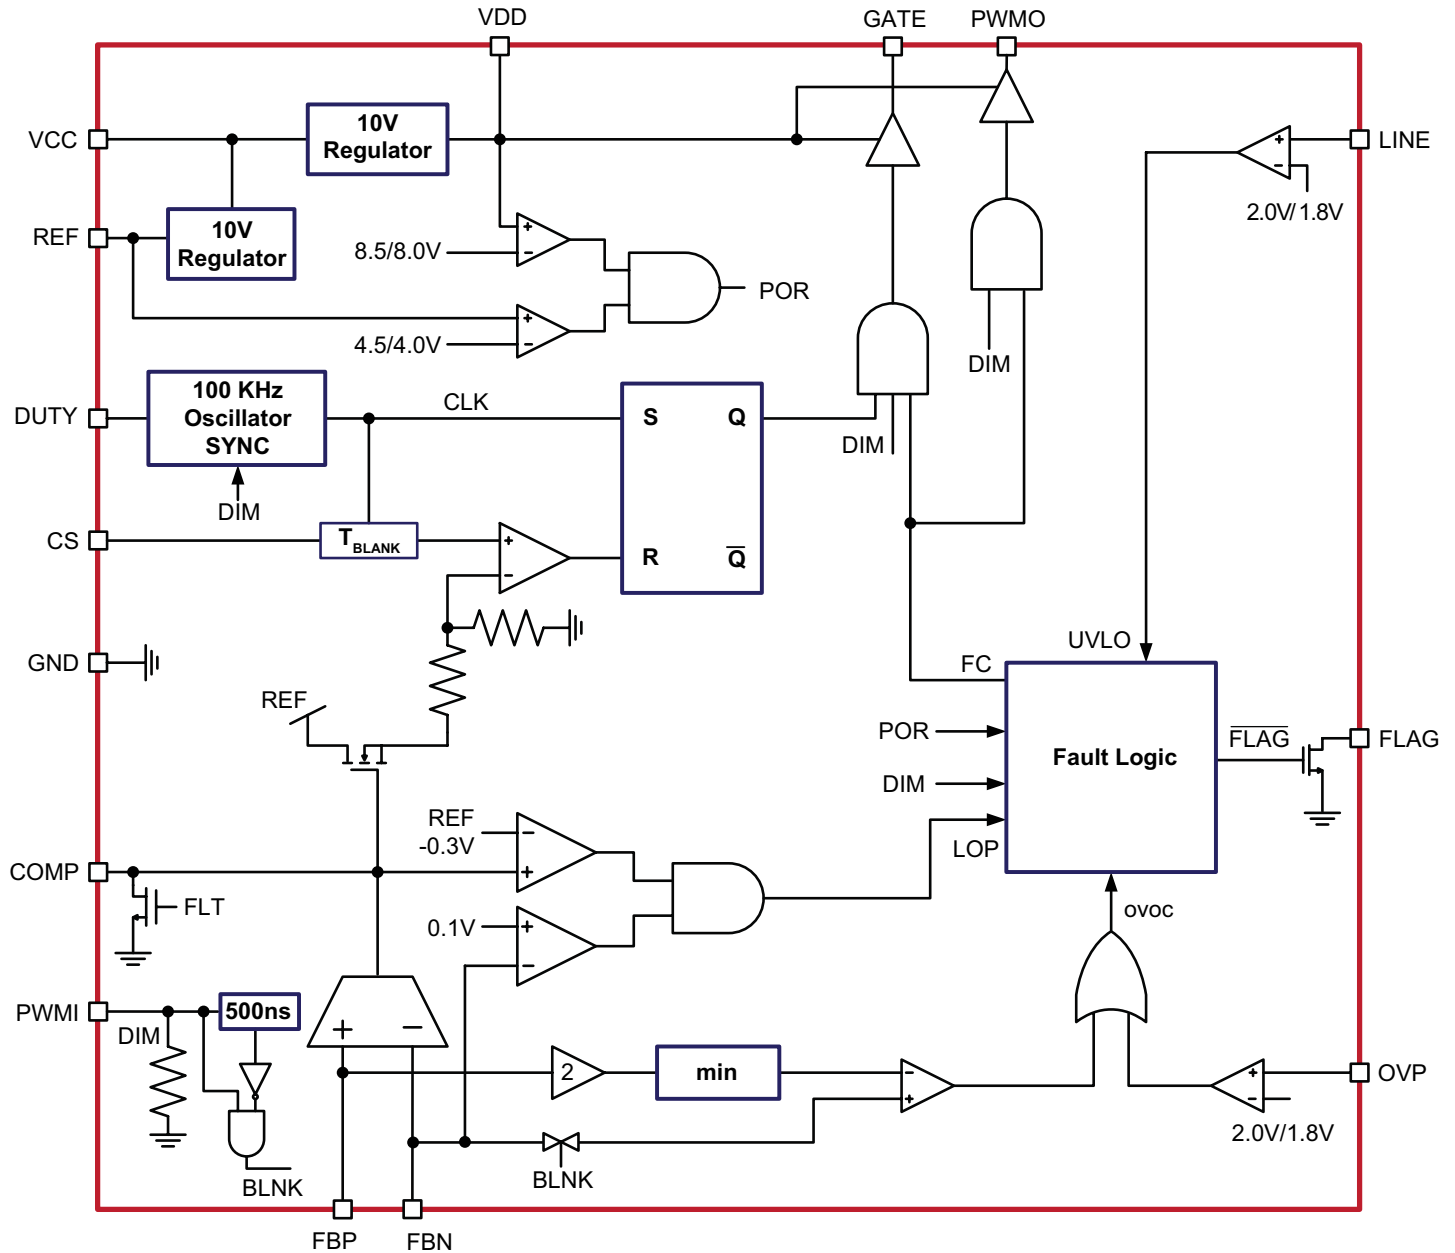 VDD
GATE
PWMO
VCC
10V
Regulator
LINE
+
−
2.0V/1.8V
REF
10V
Regulator
8.5/8.0V
+
−
POR
4.5/4.0V
+
−
DIM
DUTY
100 KHz
Oscillator
SYNC
CLK
S
Q
DIM
DIM
CS
TBLANK
+
−
R
Q̅
GND
UVLO
FC
REF
POR
Fault Logic
F̅L̅A̅G̅
FLAG
DIM
REF
-0.3V
−
+
LOP
COMP
FLT
0.1V
+
−
ovoc
PWMI
500ns
DIM
+
−
2
min
−
+
+
−
OVP
2.0V/1.8V
BLNK
BLNK
FBP
FBN